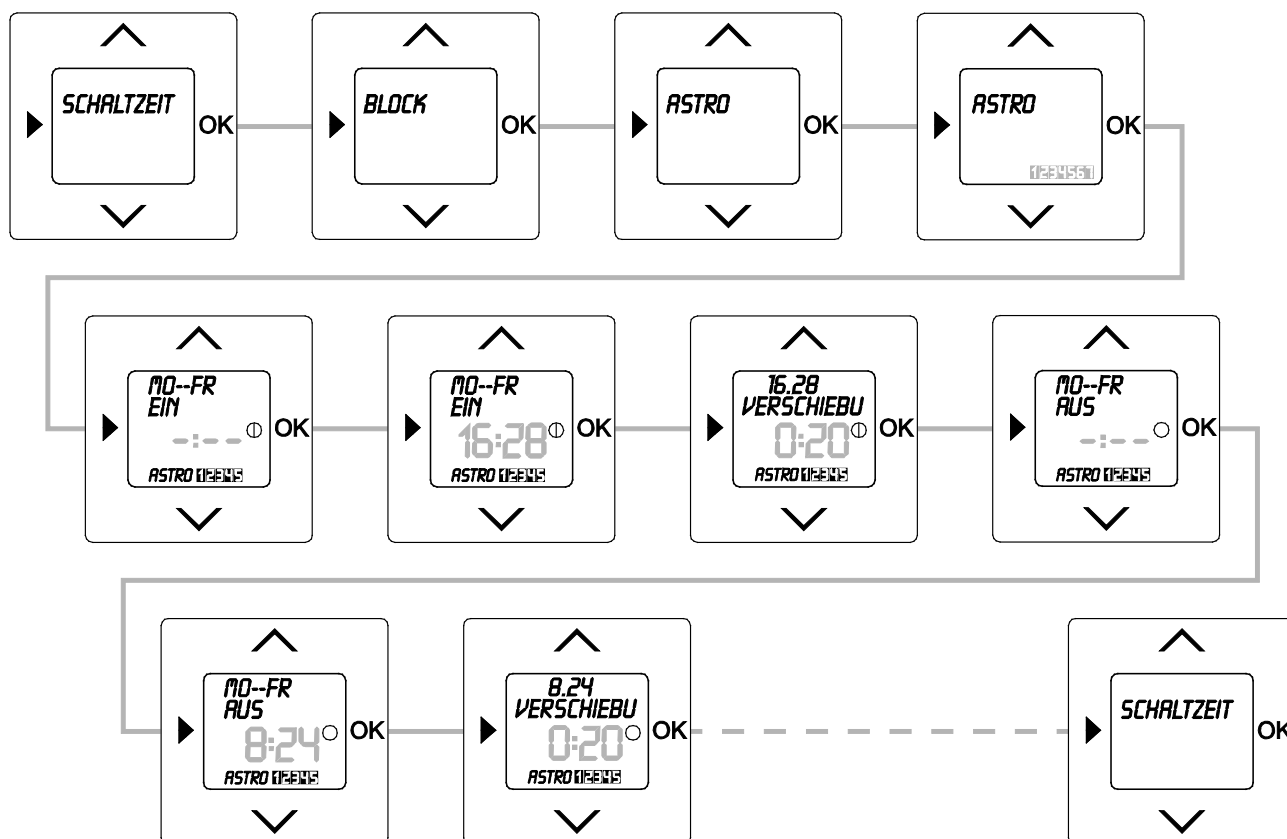 SCHALTZEIT
OK
BLOCK
OK
ASTRO
OK
ASTRO
1234567
OK
MO--FR
EIN
-:--
ASTRO 12345
OK
MO--FR
EIN
16:28
ASTRO 12345
OK
16.28
VERSCHIEBU
0:20
ASTRO 12345
OK
MO--FR
AUS
-:--
ASTRO 12345
OK
MO--FR
AUS
8:24
ASTRO 12345
OK
8.24
VERSCHIEBU
0:20
ASTRO 12345
OK
SCHALTZEIT
OK